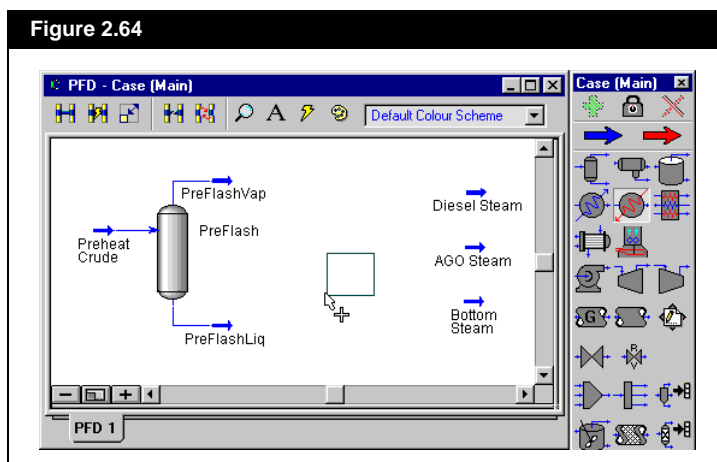 Figure 2.64
PFD - Case (Main)
Case (Main)
A
Default Colour Scheme
PreFlashVap
PreFlash
Preheat
Crude
PreFlashLiq
Diesel Steam
AGO Steam
Bottom
Steam
G
R
PFD 1